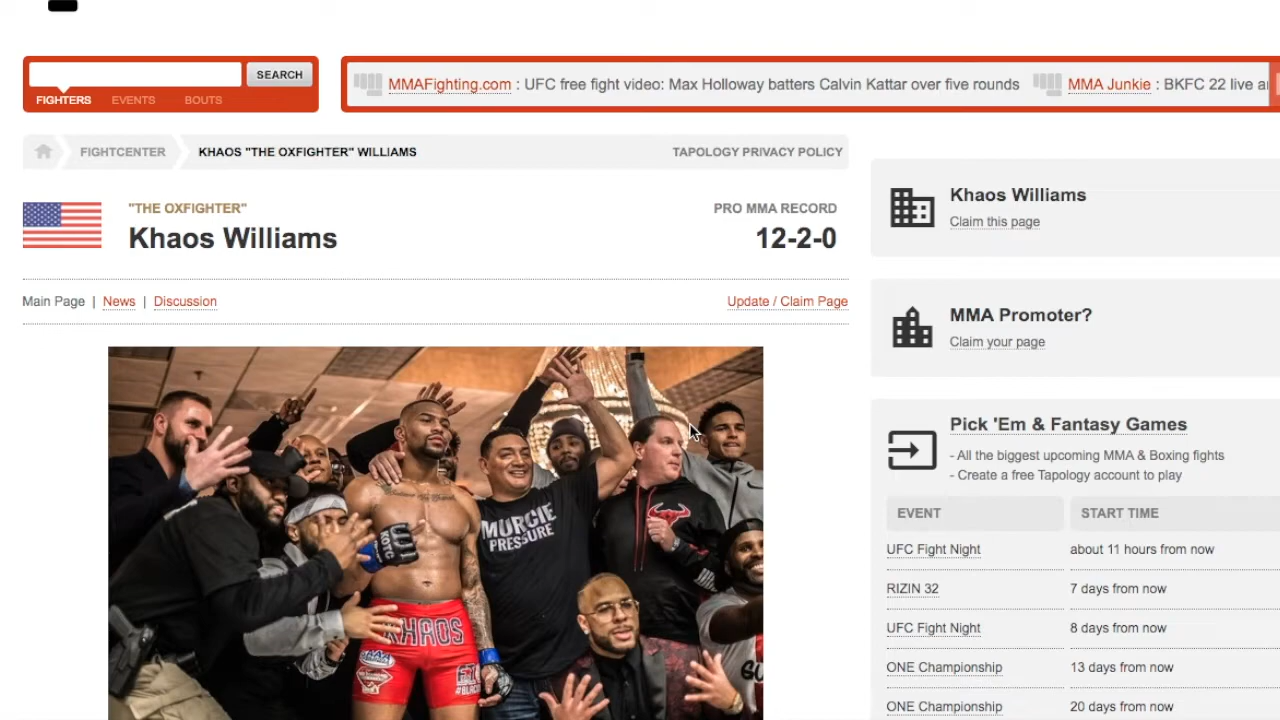 SEARCH
FIGHTERS EVENTS BOUTS
MMAFighting.com : UFC free fight video: Max Holloway batters Calvin Kattar over five rounds MMA Junkie : BKFC 22 live
FIGHTCENTER KHAOS "THE OXFIGHTER" WILLIAMS TAPOLOGY PRIVACY POLICY
"THE OXFIGHTER" PRO MMA RECORD
Khaos Williams 12-2-0
Main Page | News | Discussion Update / Claim Page
KOTC
MURCIE
PRESSURE
KHAOS
Khaos Williams
Claim this page
MMA Promoter?
Claim your page
Pick 'Em & Fantasy Games
- All the biggest upcoming MMA & Boxing fights
- Create a free Tapology account to play
EVENT START TIME
UFC Fight Night about 11 hours from now
RIZIN 32 7 days from now
UFC Fight Night 8 days from now
ONE Championship 13 days from now
ONE Championship 20 days from now